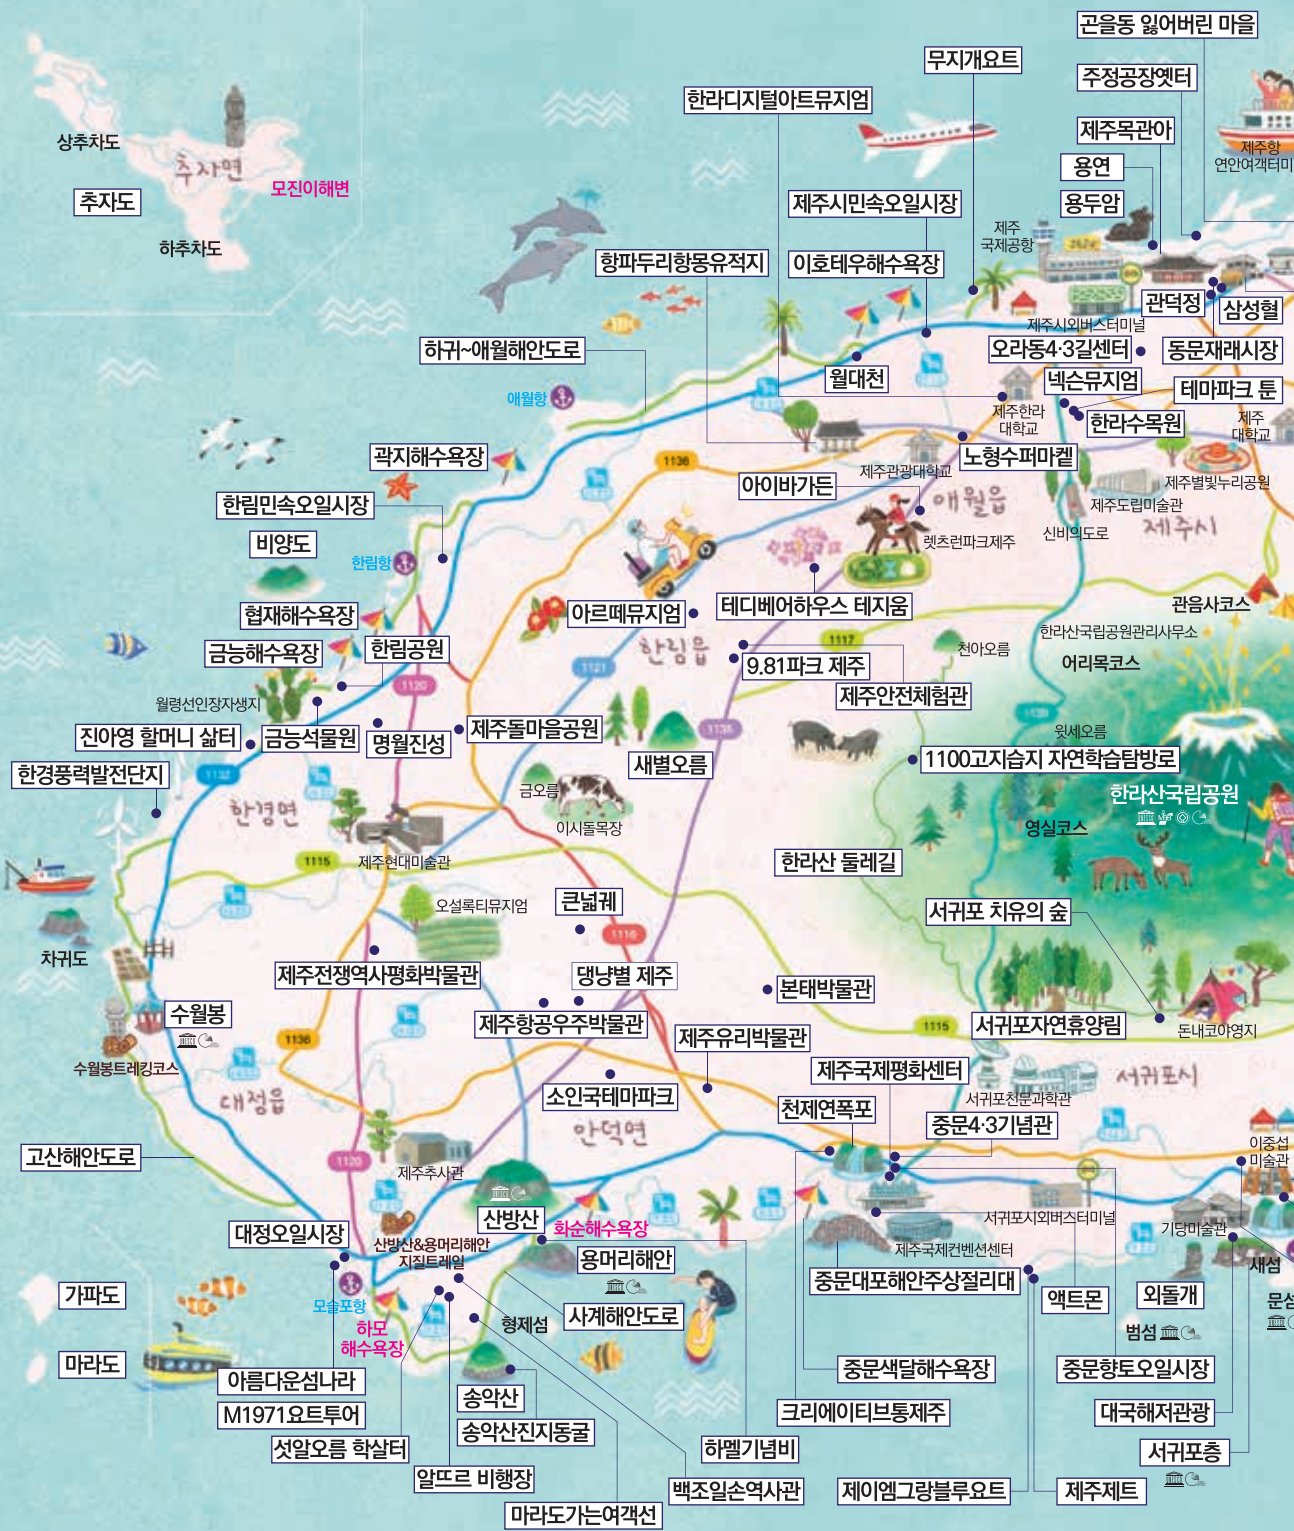 곤을동 잃어버린 마을
무지개요트
주정공장옛터
한라디지털아트뮤지엄
제주목관아
상추차도
추자면
모진이해변
제주항
연안여객터미
용연
추자도
제주시민속오일시장
용두암
하추차도
제주
국제공항
항파두리항몽유적지
이호테우해수욕장
관덕정
삼성혈
제주시외버스터미널
하귀~애월해안도로
오라동4·3길센터
동문재래시장
월대천
넥슨뮤지엄
테마파크 툰
애월항
제주한라
대학교
한라수목원
제주
대학교
곽지해수욕장
1136
노형수퍼마켙
제주관광대학교
아이바가든
제주별빛누리공원
한림민속오일시장
애월읍
제주도립미술관
제주시
신비의도로
비양도
렛츠런파크제주
한림항
협재해수욕장
아르떼뮤지엄
테디베어하우스 테지움
관음사코스
금능해수욕장
한림공원
한림읍
1117
한라산국립공원관리사무소
천아오름
어리목코스
1121
9.81파크 제주
1120
제주안전체험관
월령선인장자생지
1139
진아영 할머니 삶터
금능석물원
명월진성
제주돌마을공원
1135
윗세오름
새별오름
1100고지습지 자연학습탐방로
한경풍력발전단지
1132
금오름
한라산국립공원
한경면
이시돌목장
영실코스
1115
제주현대미술관
한라산 둘레길
오설록티뮤지엄
큰넓궤
서귀포 치유의 숲
1116
차귀도
제주전쟁역사평화박물관
댕냥별 제주
본태박물관
수월봉
제주항공우주박물관
1115
서귀포자연휴양림
돈내코야영지
1136
제주유리박물관
수월봉트레킹코스
제주국제평화센터
서귀포시
대정읍
소인국테마파크
천제연폭포
서귀포천문과학관
안덕면
중문4·3기념관
고산해안도로
1120
제주추사관
이중섭
미술관
산방산
대정오일시장
화순해수욕장
서귀포시외버스터미널
기당미술관
산방산&용머리해안
지질트레일
용머리해안
제주국제컨벤션센터
새섬
가파도
모슬포항
중문대포해안주상절리대
액트몬
외돌개
문섬
하모
해수욕장
형제섬
사계해안도로
범섬
마라도
아름다운섬나라
중문색달해수욕장
중문향토오일시장
송악산
M1971요트투어
크리에이티브통제주
대국해저관광
송악산진지동굴
섯알오름 학살터
하멜기념비
서귀포층
알뜨르 비행장
백조일손역사관
제이엠그랑블루요트
제주제트
마라도가는여객선